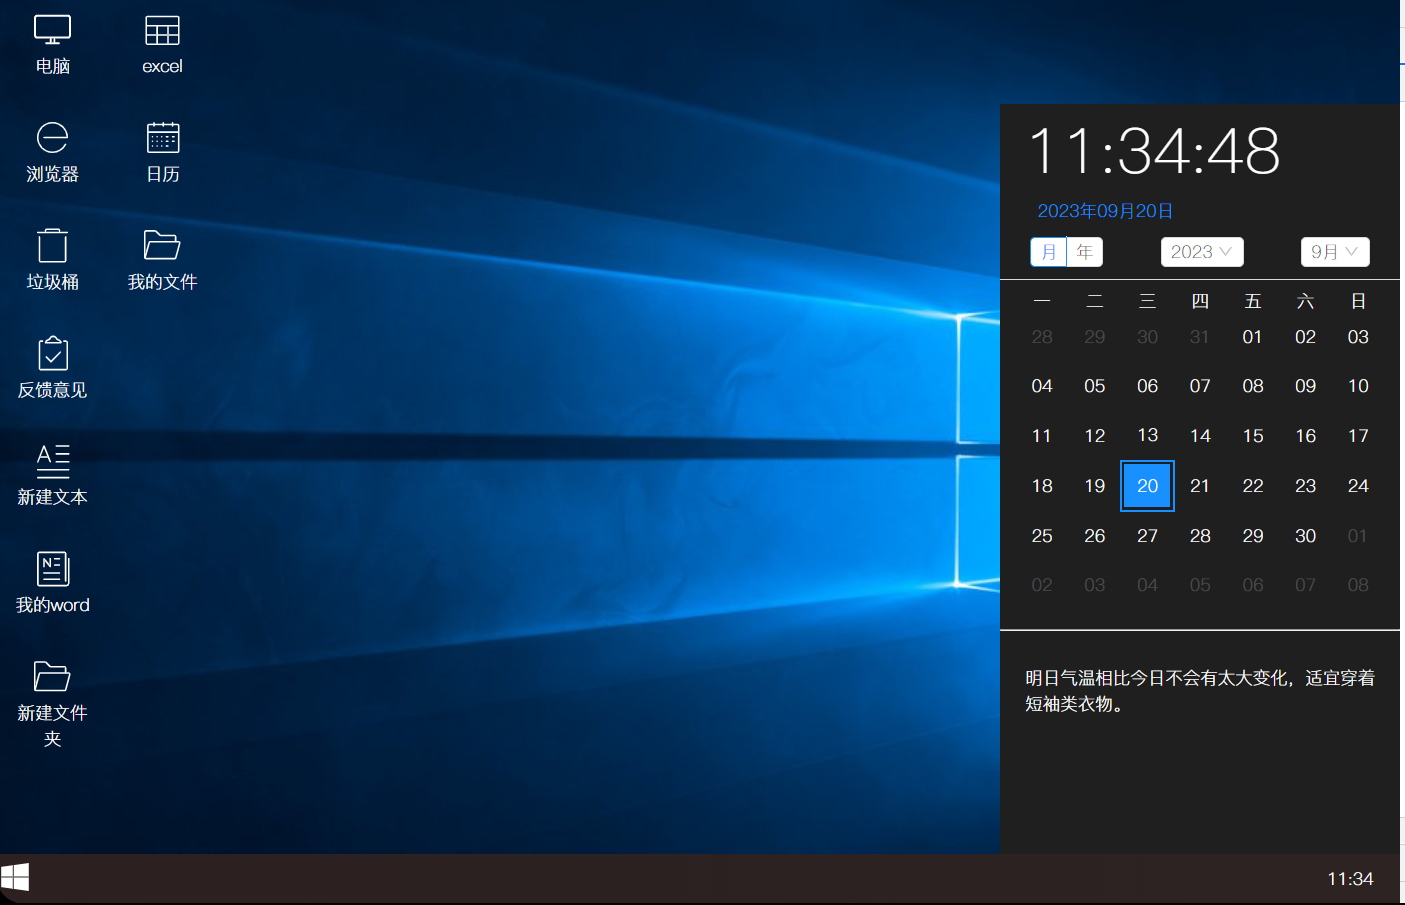 电脑
excel
浏览器
日历
垃圾桶
我的文件
反馈意见
新建文本
我的word
新建文件
夹
11:34:48
2023年09月20日
月 年 2023 9月
一 二 三 四 五 六 日
28 29 30 31 01 02 03
04 05 06 07 08 09 10
11 12 13 14 15 16 17
18 19 20 21 22 23 24
25 26 27 28 29 30 01
02 03 04 05 06 07 08
明日气温相比今日不会有太大变化，适宜穿着
短袖类衣物。
11:34